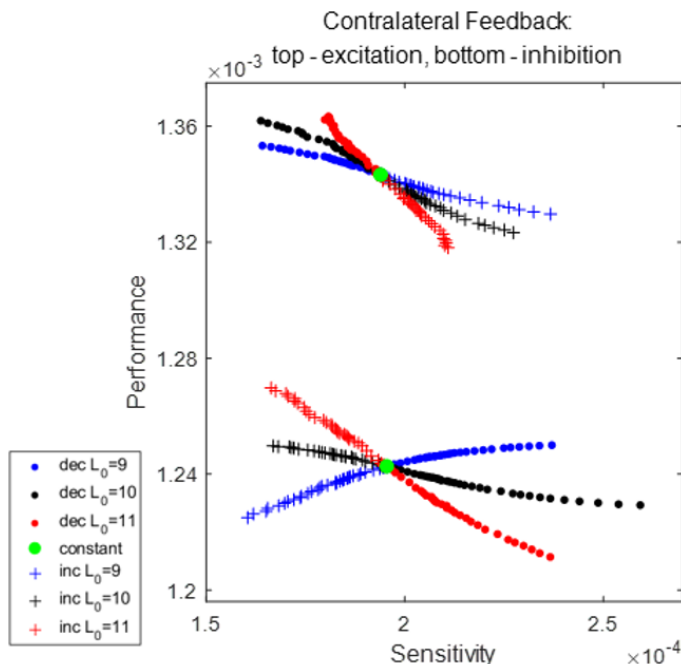 Contralateral Feedback:
top - excitation, bottom - inhibition
×10⁻³
1.36
1.32
1.28
1.24
1.2
Performance
1.5
2
2.5
×10⁻⁴
Sensitivity
dec L₀=9
dec L₀=10
dec L₀=11
constant
inc L₀=9
inc L₀=10
inc L₀=11